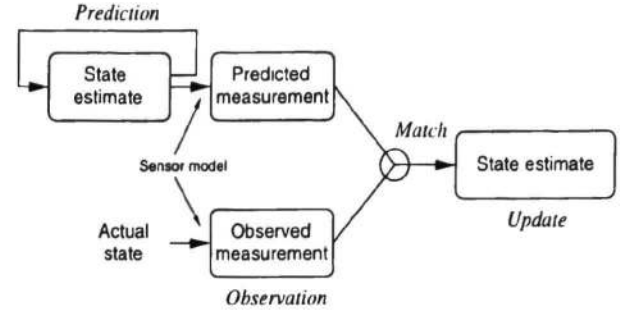 Prediction
State
estimate
Predicted
measurement
Match
State estimate
Update
Sensor model
Actual
state
Observed
measurement
Observation